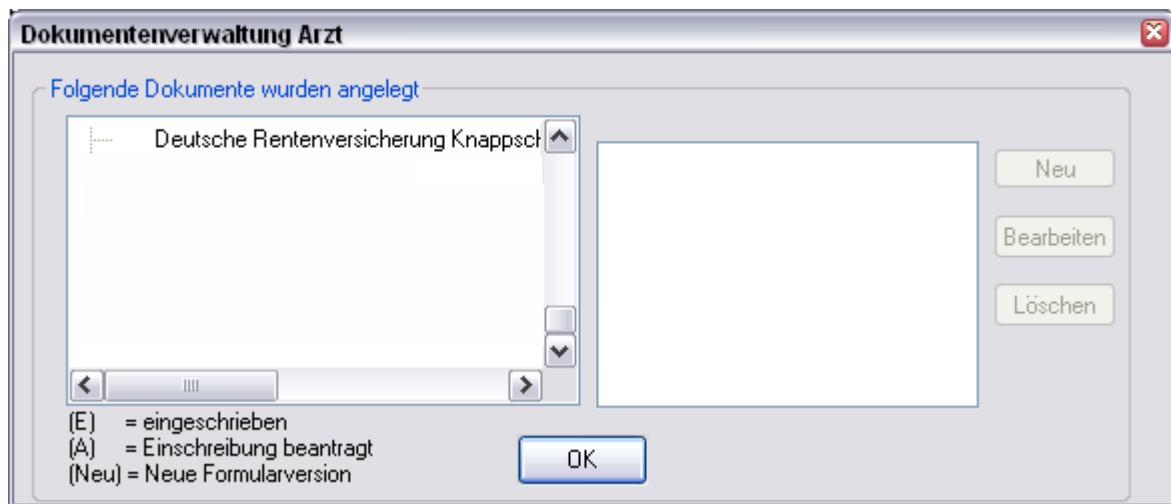 Dokumentenverwaltung Arzt
Folgende Dokumente wurden angelegt
Deutsche Rentenversicherung Knappsch
Neu
Bearbeiten
Löschen
(E) = eingeschrieben
(A) = Einschreibung beantragt
(Neu) = Neue Formularversion
OK